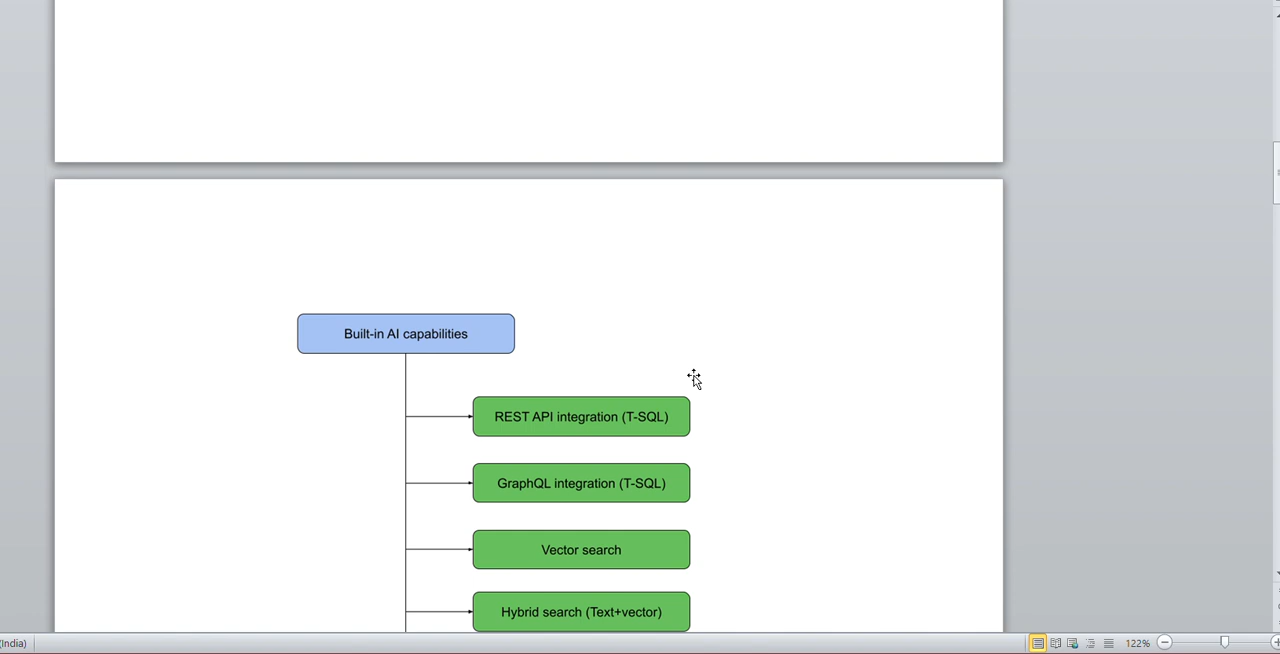 Built-in AI capabilities
REST API integration (T-SQL)
GraphQL integration (T-SQL)
Vector search
Hybrid search (Text+vector)
(India)
122%